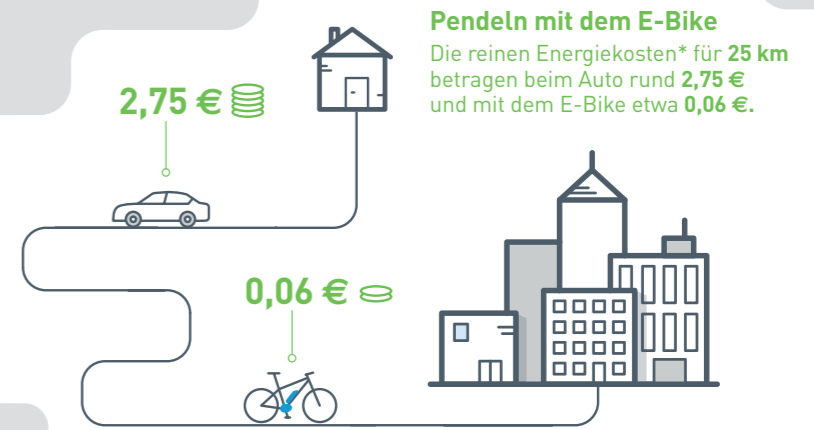 Pendeln mit dem E-Bike
Die reinen Energiekosten* für 25 km
betragen beim Auto rund 2,75 €
und mit dem E-Bike etwa 0,06 €.
2,75 €
0,06 €